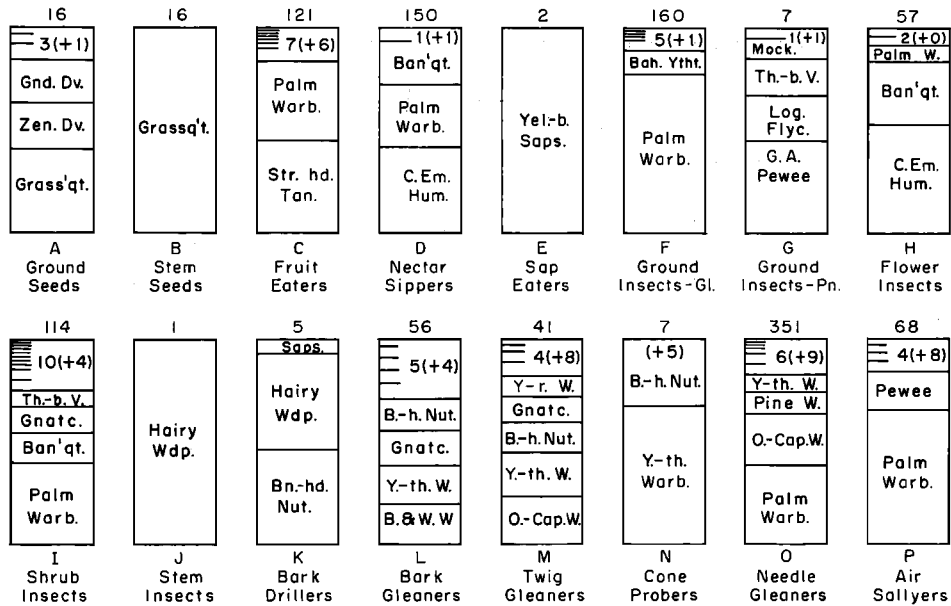 16
3(+1)
Gnd. Dv.
Zen. Dv.
Grass'qt.
A
Ground
Seeds
16
Grassq't.
B
Stem
Seeds
121
7(+6)
Palm
Warb.
Str. hd.
Tan.
C
Fruit
Eaters
150
1(+1)
Ban'qt.
Palm
Warb.
C. Em.
Hum.
D
Nectar
Sippers
2
Yel.-b.
Saps.
E
Sap
Eaters
160
5(+1)
Bah. Ytht.
Palm
Warb.
F
Ground
Insects-Gl.
7
1(+1)
Mock.
Th.-b. V.
Log.
Flyc.
G. A.
Pewee
G
Ground
Insects-Pn.
57
2(+0)
Palm W.
Ban'qt.
C. Em.
Hum.
H
Flower
Insects
114
10(+4)
Th.-b. V.
Gnatc.
Ban'qt.
Palm
Warb.
I
Shrub
Insects
1
Hairy
Wdp.
J
Stem
Insects
5
Saps.
Hairy
Wdp.
Bn.-hd.
Nut.
K
Bark
Drillers
56
5(+4)
B.-h. Nut.
Gnatc.
Y.-th. W.
B. & W. W
L
Bark
Gleaners
41
4(+8)
Y-r. W.
Gnatc.
B.-h. Nut.
Y.-th. W.
O.-Cap.W.
M
Twig
Gleaners
7
(+5)
B.-h. Nut.
Y.-th.
Warb.
N
Cone
Probers
351
6(+9)
Y-th. W.
Pine W.
O.-Cap.W.
Palm
Warb.
O
Needle
Gleaners
68
4(+8)
Pewee
Palm
Warb.
P
Air
Sallyers